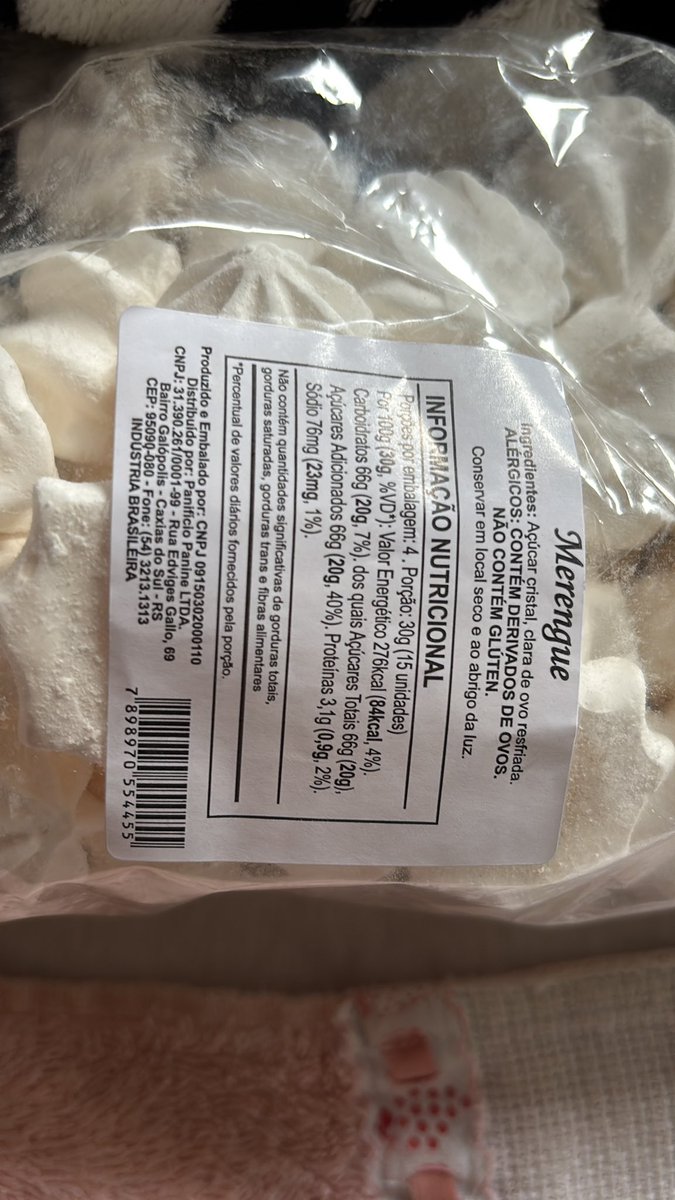 Merengue
Ingredientes: Açúcar cristal, clara de ovo resfriada.
ALÉRGICOS: CONTÉM DERIVADOS DE OVOS.
NÃO CONTÉM GLÚTEN.
Conservar em local seco e ao abrigo da luz.
INFORMAÇÃO NUTRICIONAL
Porções por embalagem: 4 . Porção: 30g (15 unidades)
Por 100g (30g, %VD*): Valor Energético 276kcal (84kcal, 4%).
Carboidratos 66g (20g, 7%). dos quais Açúcares Totais 66g (20g),
Açúcares Adicionados 66g (20g, 40%). Proteínas 3,1g (0,9g, 2%).
Sódio 76mg (23mg, 1%).
Não contém quantidades significativas de gorduras totais,
gorduras saturadas, gorduras trans e fibras alimentares
*Percentual de valores diários fornecidos pela porção.
Produzido e Embalado por: CNPJ 09150302000110
Distribuído por: Panifício Panine LTDA.
CNPJ: 31.390.261/0001-99 - Rua Edviges Gallo, 69
Bairro Galópolis - Caxias do Sul - RS
CEP: 95090-080 - Fone: (54) 3213.1313
INDÚSTRIA BRASILEIRA
7 898970 554455